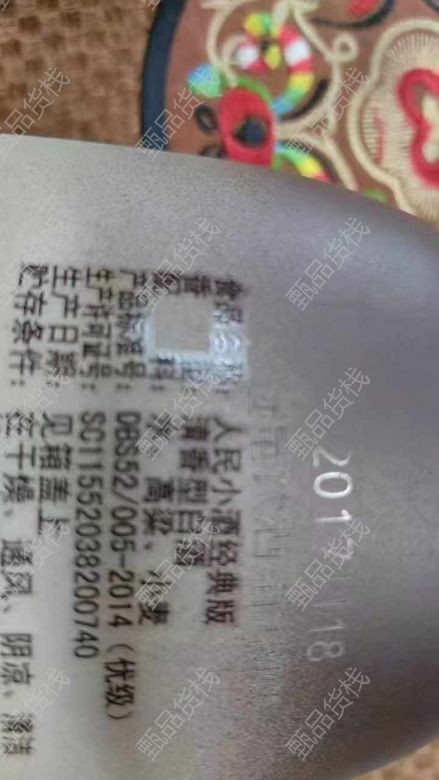 食品名称：人民小酒经典版
香型：清香型白酒
原料：水、高粱、小麦
产品标准号：DBS52/005-2014（优级）
生产许可证号：SC11552038200740
生产日期：见箱盖上
贮存条件：在干燥、通风、阴凉、清洁
甄品货栈